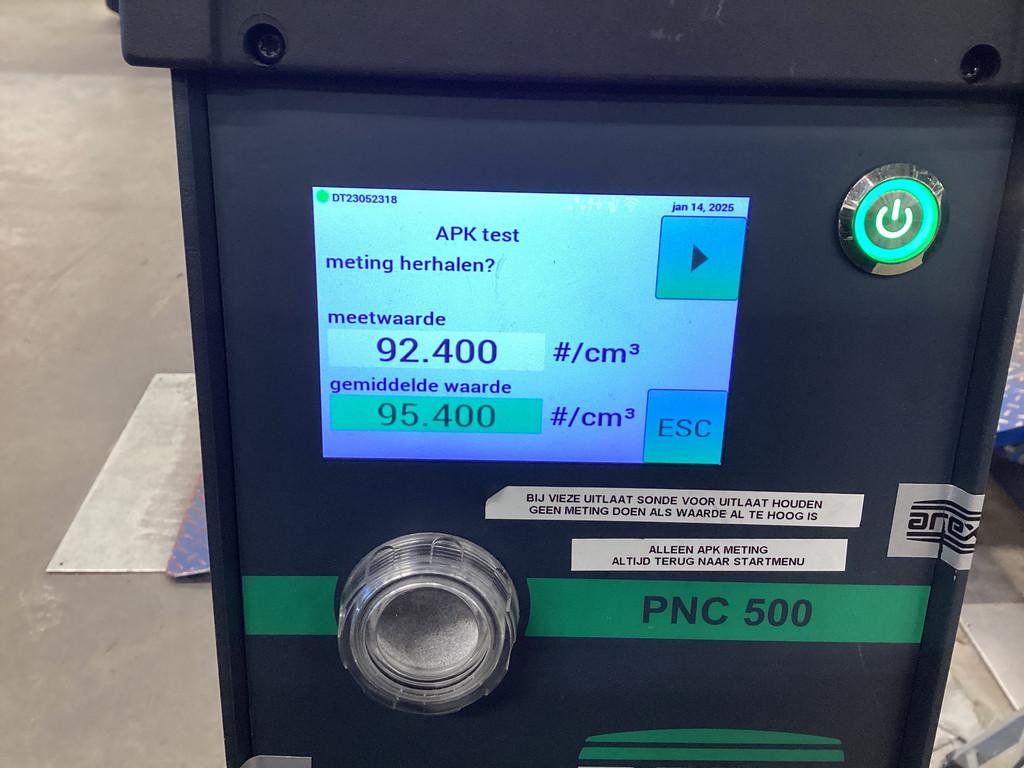 DT23052318
jan 14, 2025
APK test
meting herhalen?
meetwaarde
92.400 #/cm³
gemiddelde waarde
95.400 #/cm³
ESC
BIJ VIEZE UITLAAT SONDE VOOR UITLAAT HOUDEN
GEEN METING DOEN ALS WAARDE AL TE HOOG IS
ALLEEN APK METING
ALTIJD TERUG NAAR STARTMENU
arex
PNC 500